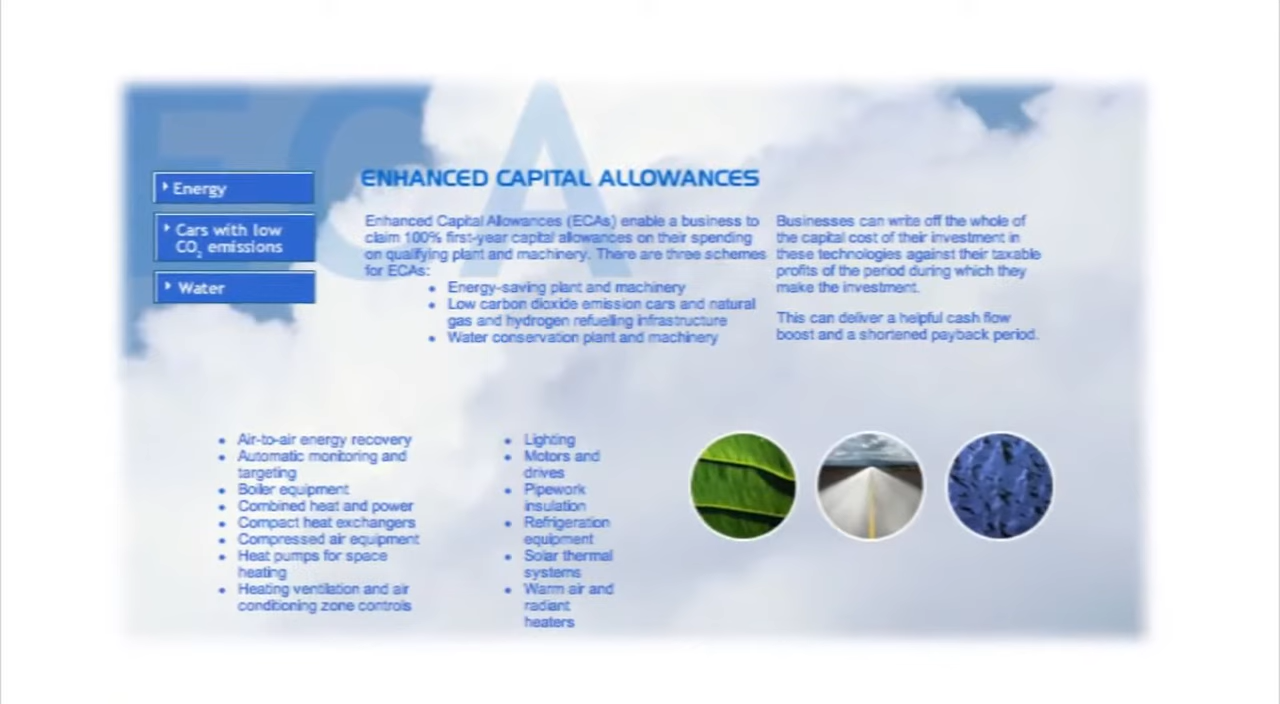 ECA
Energy
Cars with low
CO₂ emissions
Water
ENHANCED CAPITAL ALLOWANCES
Enhanced Capital Allowances (ECAs) enable a business to
claim 100% first-year capital allowances on their spending
on qualifying plant and machinery. There are three schemes
for ECAs:
• Energy-saving plant and machinery
• Low carbon dioxide emission cars and natural
gas and hydrogen refuelling infrastructure
• Water conservation plant and machinery
Businesses can write off the whole of
the capital cost of their investment in
these technologies against their taxable
profits of the period during which they
make the investment.
This can deliver a helpful cash flow
boost and a shortened payback period.
• Air-to-air energy recovery
• Automatic monitoring and
targeting
• Boiler equipment
• Combined heat and power
• Compact heat exchangers
• Compressed air equipment
• Heat pumps for space
heating
• Heating ventilation and air
conditioning zone controls
• Lighting
• Motors and
drives
• Pipework
insulation
• Refrigeration
equipment
• Solar thermal
systems
• Warm air and
radiant
heaters